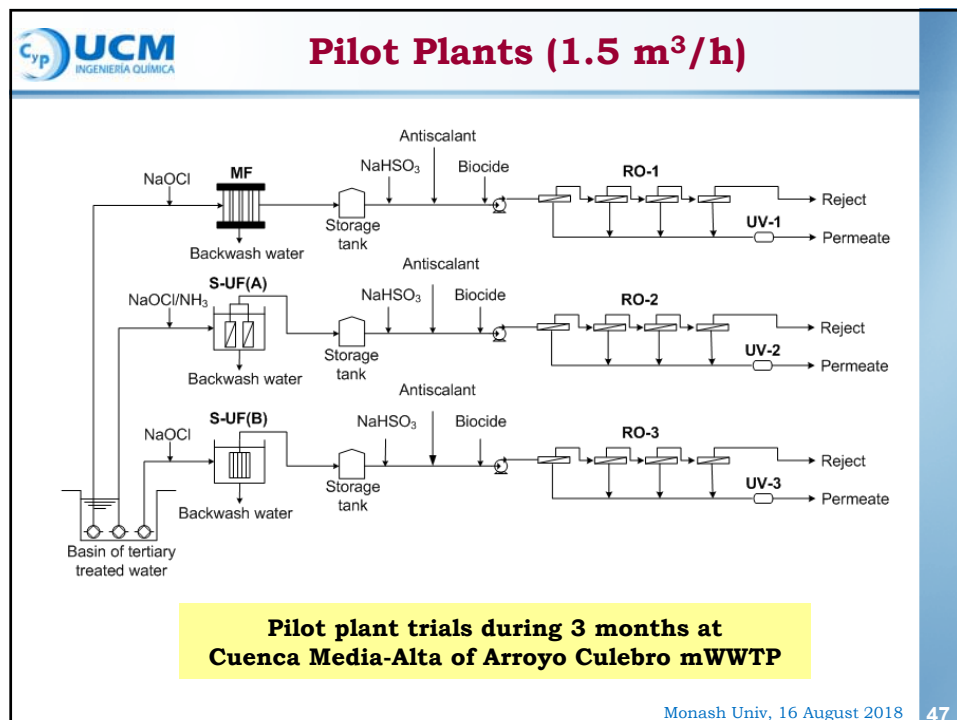 CYP UCM
INGENIERÍA QUÍMICA
Pilot Plants (1.5 m³/h)
Antiscalant
NaOCl
MF
NaHSO₃
Biocide
RO-1
Reject
UV-1
Permeate
Storage
tank
Backwash water
Antiscalant
S-UF(A)
NaOCl/NH₃
NaHSO₃
Biocide
RO-2
Reject
UV-2
Permeate
Storage
tank
Backwash water
Antiscalant
S-UF(B)
NaOCl
NaHSO₃
Biocide
RO-3
Reject
UV-3
Permeate
Storage
tank
Backwash water
Basin of tertiary
treated water
Pilot plant trials during 3 months at
Cuenca Media-Alta of Arroyo Culebro mWWTP
Monash Univ, 16 August 2018 47